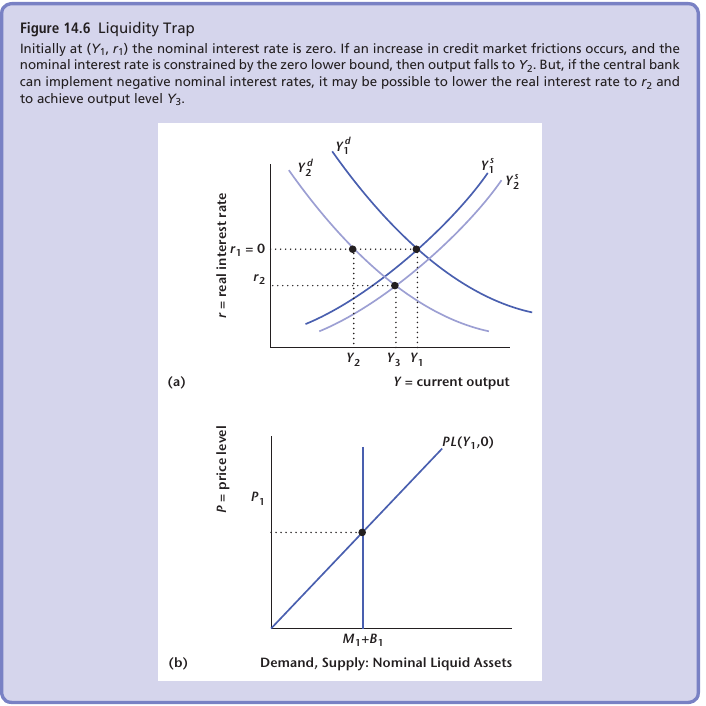 Figure 14.6 Liquidity Trap
Initially at (Y₁, r₁) the nominal interest rate is zero. If an increase in credit market frictions occurs, and the
nominal interest rate is constrained by the zero lower bound, then output falls to Y₂. But, if the central bank
can implement negative nominal interest rates, it may be possible to lower the real interest rate to r₂ and
to achieve output level Y₃.
Y₁ᵈ
Y₂ᵈ
Y₁ˢ
Y₂ˢ
r = real interest rate
r₁ = 0
r₂
Y₂ Y₃ Y₁
(a) Y = current output
P = price level
PL(Y₁,0)
P₁
M₁+B₁
(b) Demand, Supply: Nominal Liquid Assets